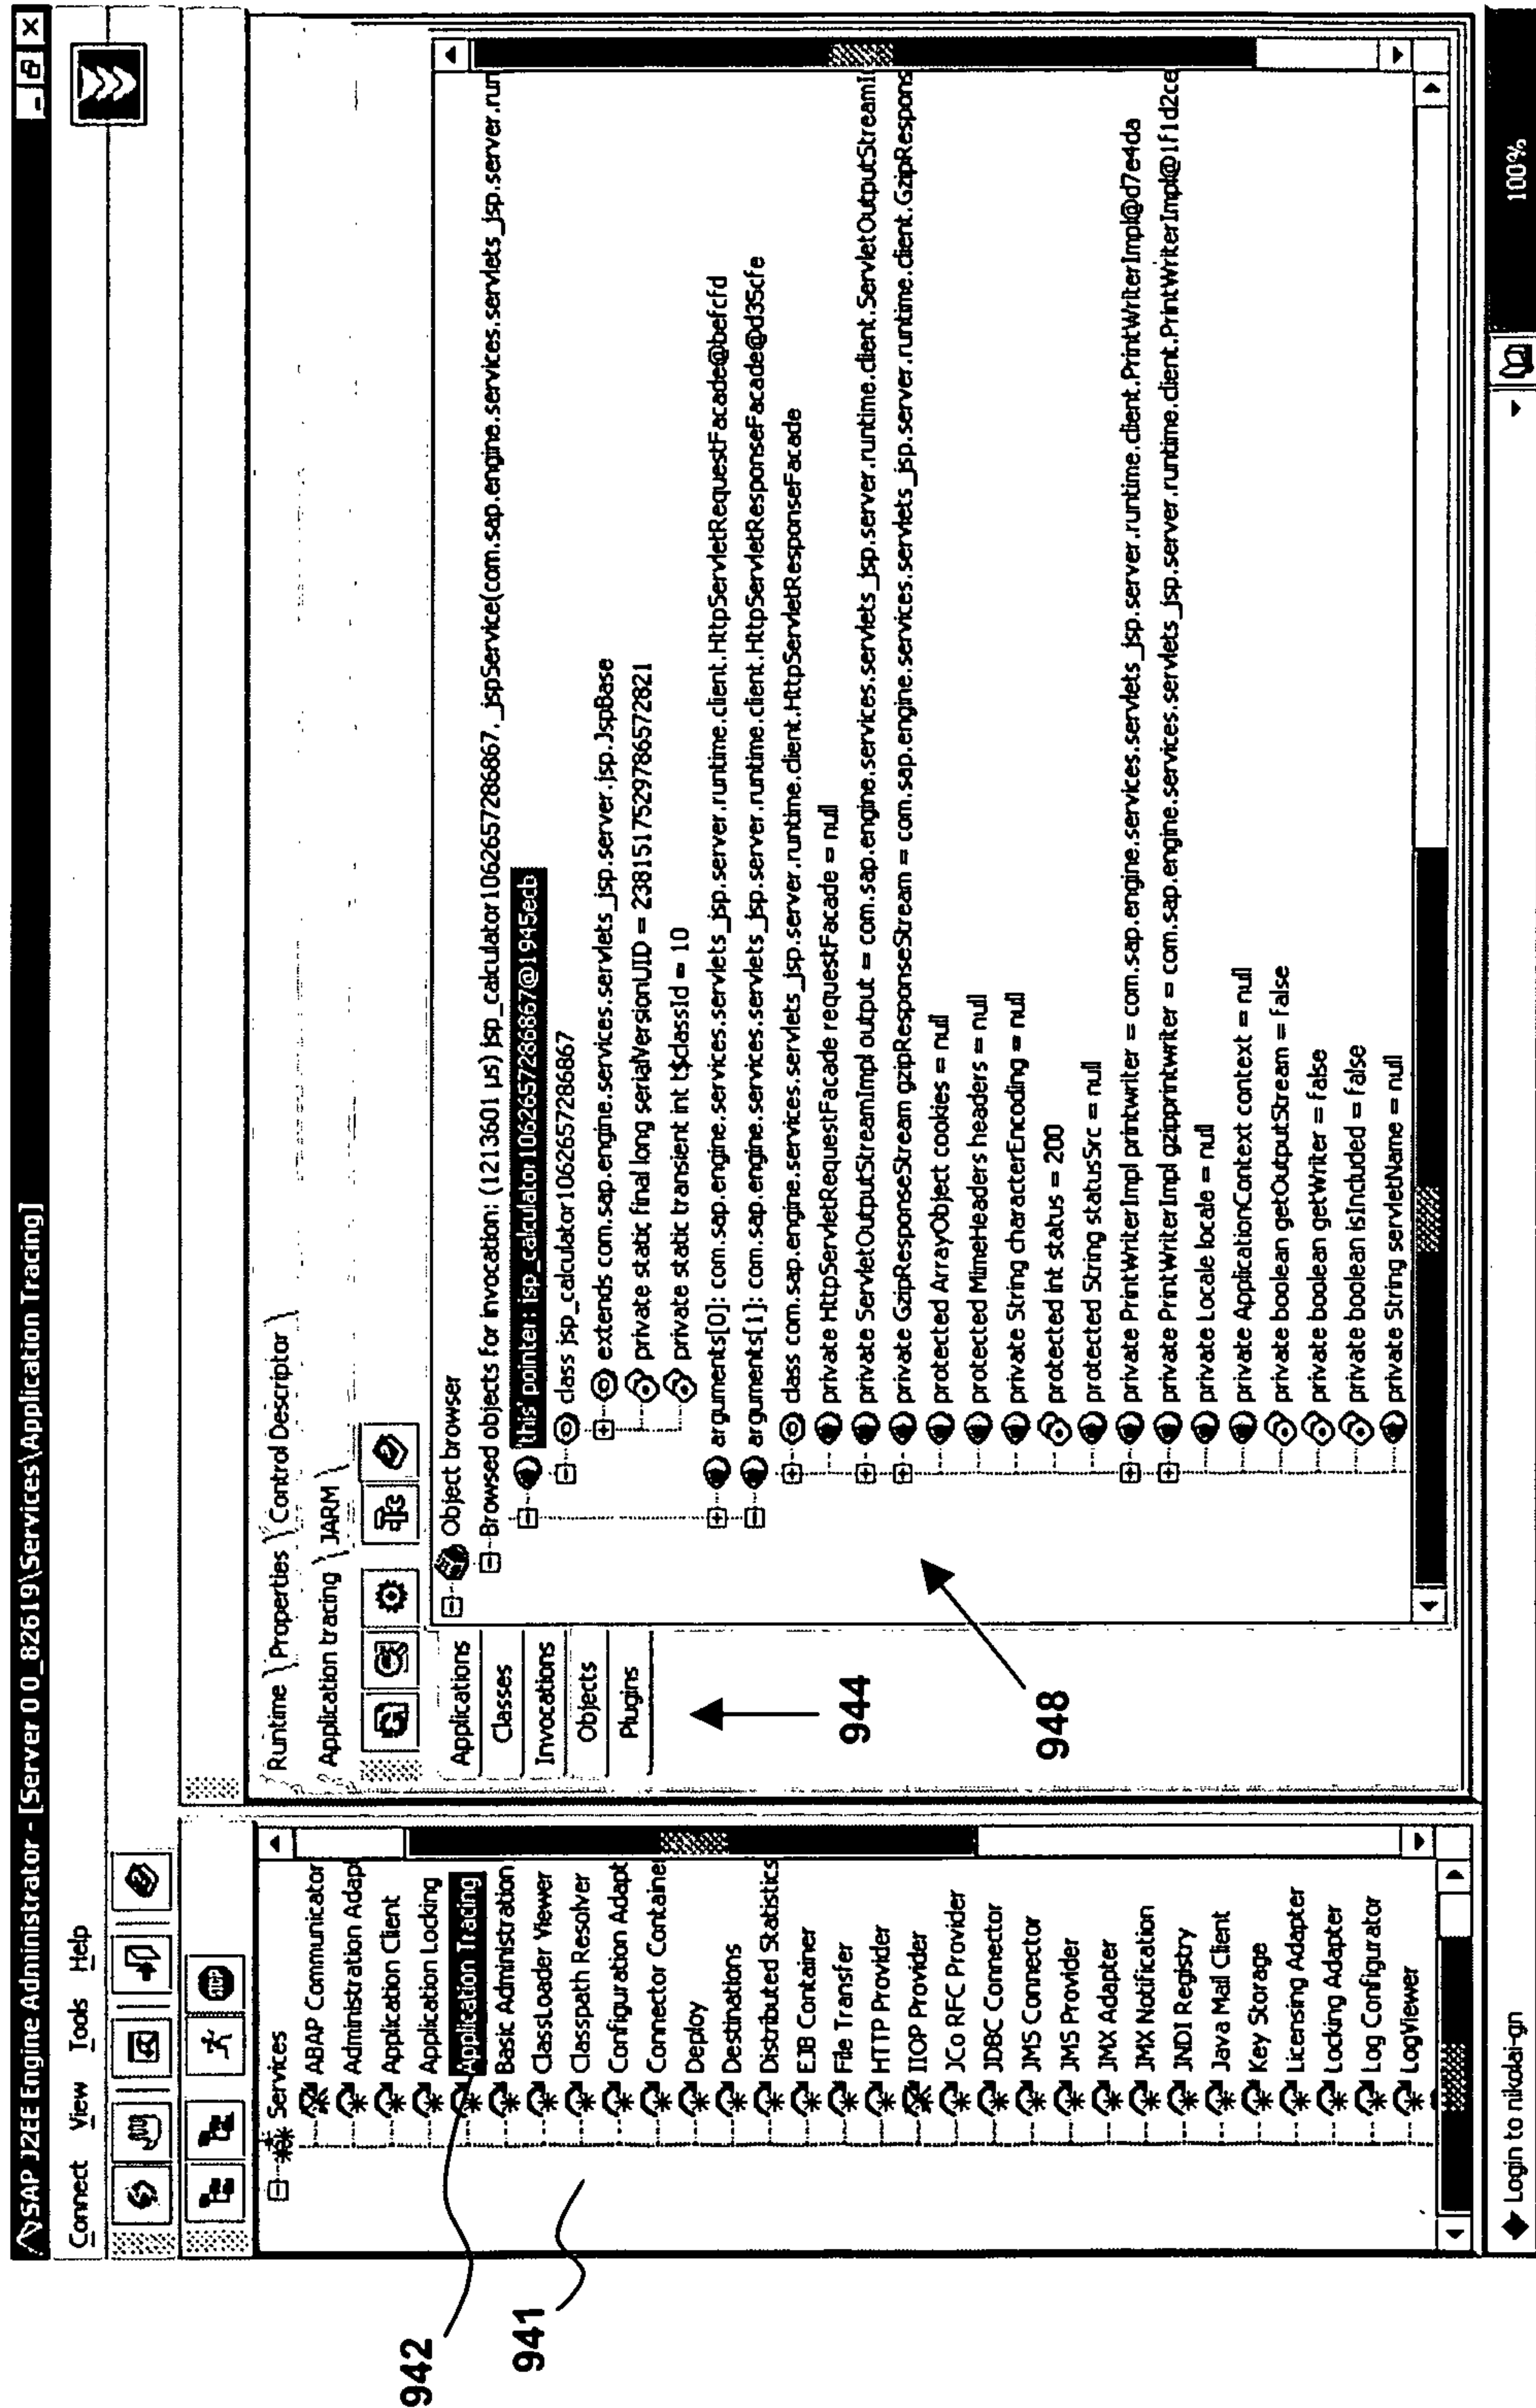 SAP J2EE Engine Administrator - [Server 0 0_82619\Services\Application Tracing]
Connect View Tools Help
Services
ABAP Communicator
Administration Adapt
Application Client
Application Locking
Application Tracing
Basic Administration
ClassLoader Viewer
Classpath Resolver
Configuration Adapt
Connector Container
Deploy
Destinations
Distributed Statistics
EJB Container
File Transfer
HTTP Provider
IIOP Provider
JCo RFC Provider
JDBC Connector
JMS Connector
JMS Provider
JMX Adapter
JMX Notification
JNDI Registry
Java Mail Client
Key Storage
Licensing Adapter
Locking Adapter
Log Configurator
LogViewer
Runtime Properties Control Descriptor
Application tracing JARM
Applications
Classes
Invocations
Objects
Plugins
Object browser
Browsed objects for invocation: (1213601 µs) jsp_calculator1062657286867._jspService(com.sap.engine.services.servlets_jsp.server.run
'this' pointer: jsp_calculator1062657286867@1945ecb
class jsp_calculator1062657286867
extends com.sap.engine.services.servlets_jsp.server.jsp.JspBase
private static final long serialVersionUID = 2381517529786572821
private static transient int t$classId = 10
arguments[0]: com.sap.engine.services.servlets_jsp.server.runtime.client.HttpServletRequestFacade@befcfd
arguments[1]: com.sap.engine.services.servlets_jsp.server.runtime.client.HttpServletResponseFacade@d35cfe
class com.sap.engine.services.servlets_jsp.server.runtime.client.HttpServletResponseFacade
private HttpServletRequestFacade requestFacade = null
private ServletOutputStreamImpl output = com.sap.engine.services.servlets_jsp.server.runtime.client.ServletOutputStreamI
private GzipResponseStream gzipResponseStream = com.sap.engine.services.servlets_jsp.server.runtime.client.GzipRespons
protected ArrayObject cookies = null
protected MimeHeaders headers = null
private String characterEncoding = null
protected int status = 200
protected String statusSrc = null
private PrintWriterImpl printwriter = com.sap.engine.services.servlets_jsp.server.runtime.client.PrintWriterImpl@d7e4da
private PrintWriterImpl gzipprintwriter = com.sap.engine.services.servlets_jsp.server.runtime.client.PrintWriterImpl@1f1d2ce
private Locale locale = null
private ApplicationContext context = null
private boolean getOutputStream = false
private boolean getWriter = false
private boolean isIncluded = false
private String servletName = null
Login to nikolai-gn
100%
942
941
944
948